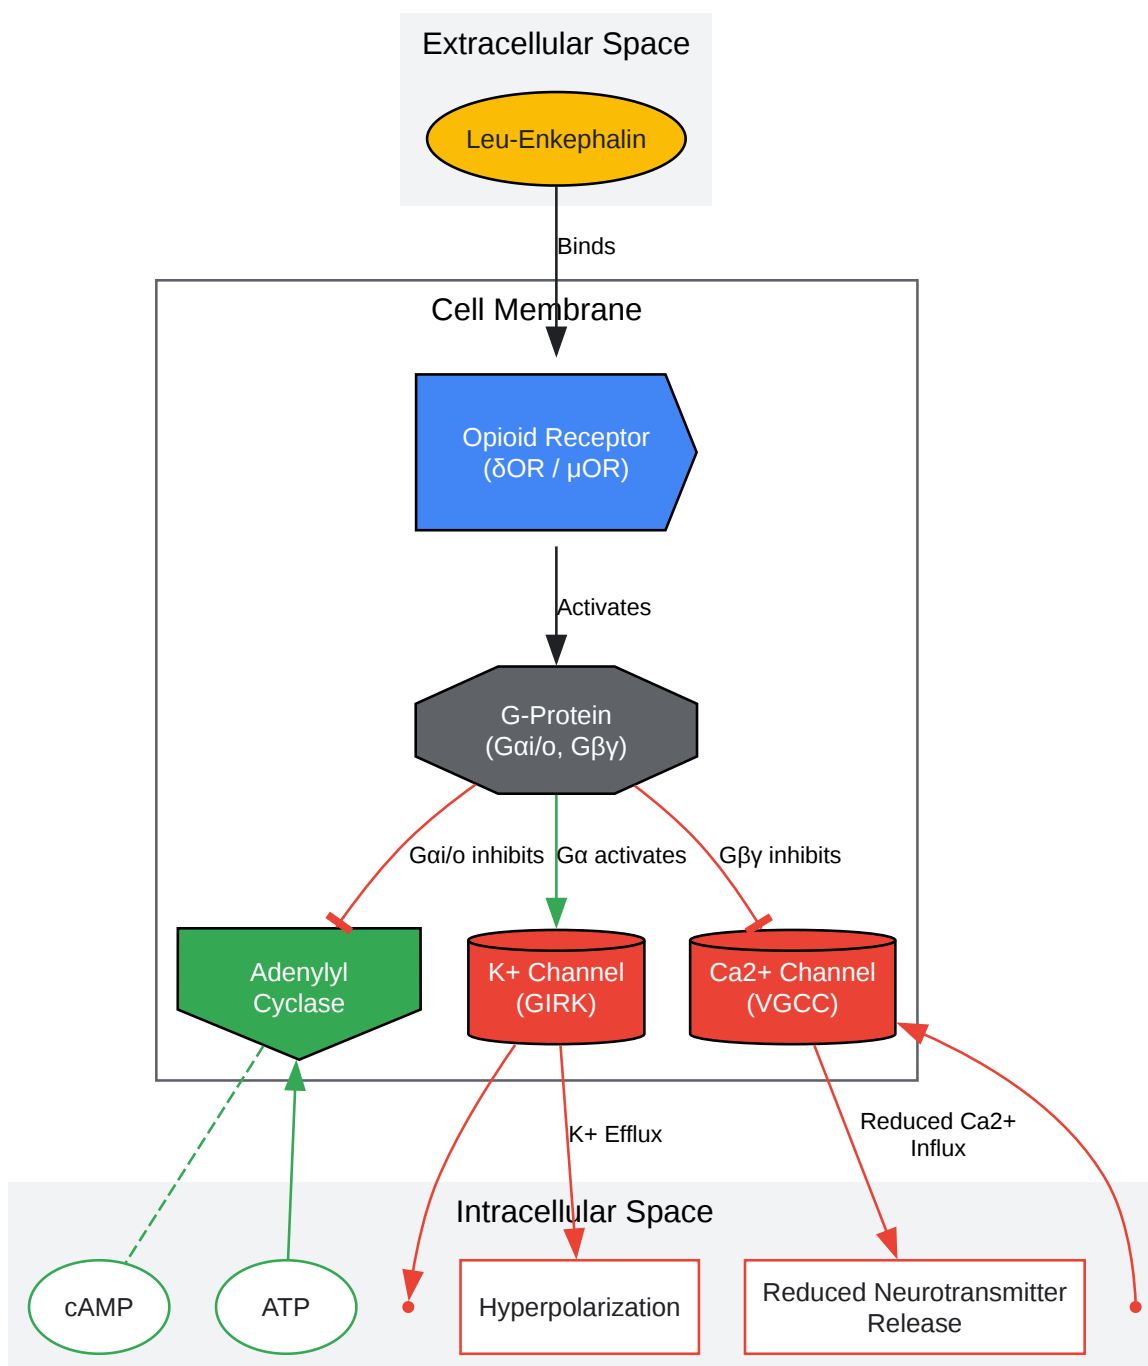 Extracellular Space
Leu-Enkephalin
Binds
Cell Membrane
Opioid Receptor
(δOR / μOR)
Activates
G-Protein
(Gαi/o, Gβγ)
Gαi/o inhibits
Gα activates
Gβγ inhibits
Adenylyl
Cyclase
K+ Channel
(GIRK)
Ca2+ Channel
(VGCC)
K+ Efflux
Reduced Ca2+
Influx
Intracellular Space
cAMP
ATP
Hyperpolarization
Reduced Neurotransmitter
Release